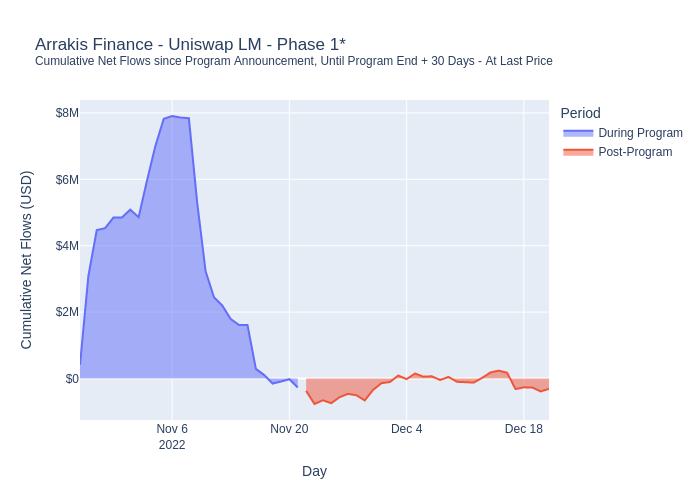 Arrakis Finance - Uniswap LM - Phase 1*
Cumulative Net Flows since Program Announcement, Until Program End + 30 Days - At Last Price
Period
During Program
Post-Program
Cumulative Net Flows (USD)
$8M
$6M
$4M
$2M
$0
Nov 6
2022
Nov 20
Dec 4
Dec 18
Day